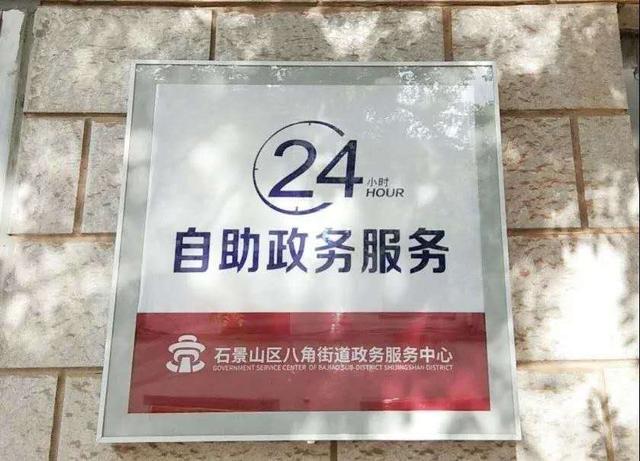 24 小时
HOUR
自助政务服务
石景山区八角街道政务服务中心
GOVERNMENT SERVICE CENTER OF BAJIAO SUB-DISTRICT SHIJINGSHAN DISTRICT